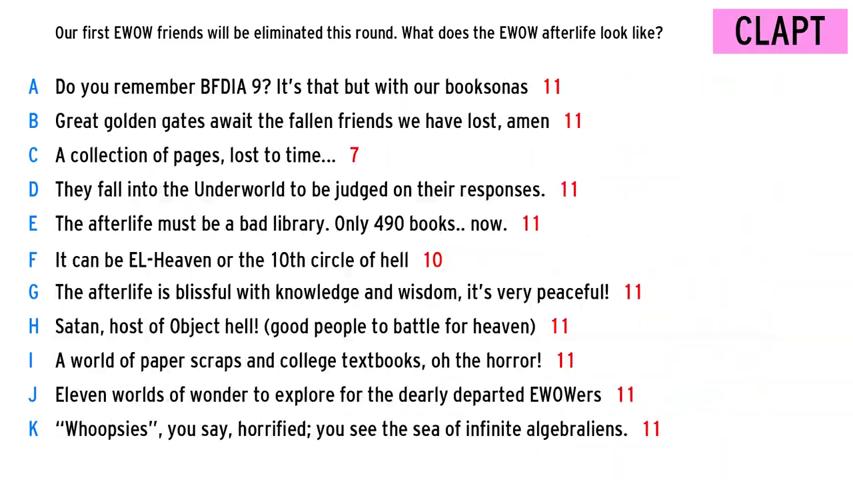 Our first EWOW friends will be eliminated this round. What does the EWOW afterlife look like?
CLAPT
A Do you remember BFDIA 9? It's that but with our booksonas 11
B Great golden gates await the fallen friends we have lost, amen 11
C A collection of pages, lost to time... 7
D They fall into the Underworld to be judged on their responses. 11
E The afterlife must be a bad library. Only 490 books.. now. 11
F It can be EL-Heaven or the 10th circle of hell 10
G The afterlife is blissful with knowledge and wisdom, it's very peaceful! 11
H Satan, host of Object hell! (good people to battle for heaven) 11
I A world of paper scraps and college textbooks, oh the horror! 11
J Eleven worlds of wonder to explore for the dearly departed EWOWers 11
K “Whoopsies”, you say, horrified; you see the sea of infinite algebraliens. 11